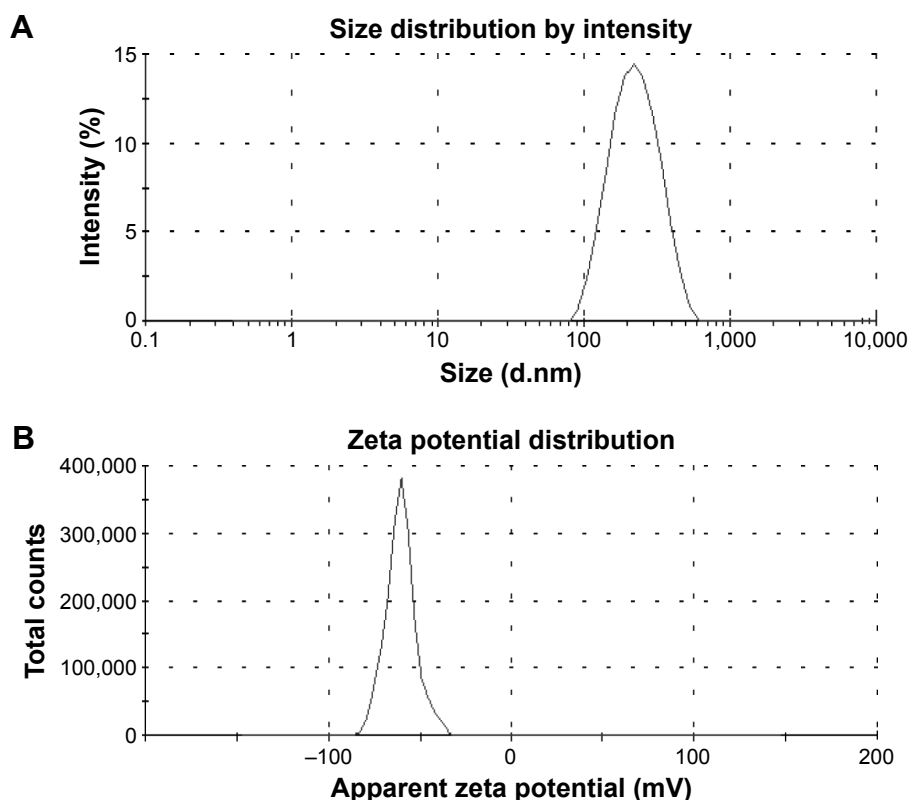 A
Size distribution by intensity
15
10
5
0
Intensity (%)
0.1 1 10 100 1,000 10,000
Size (d.nm)
B
Zeta potential distribution
400,000
300,000
200,000
100,000
0
Total counts
–100 0 100 200
Apparent zeta potential (mV)